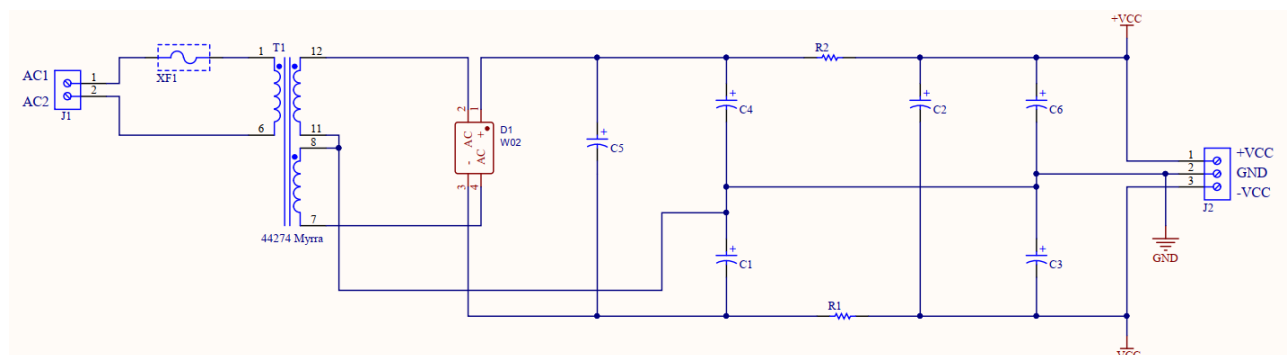 +VCC
R2
T1
1
12
XF1
AC1
1
AC2
2
J1
6
11
8
7
44274 Myrra
2
1
AC
+
-
AC
3
4
D1
W02
C5
C4
C2
C6
C1
C3
R1
1
+VCC
2
GND
3
-VCC
J2
GND
-VCC